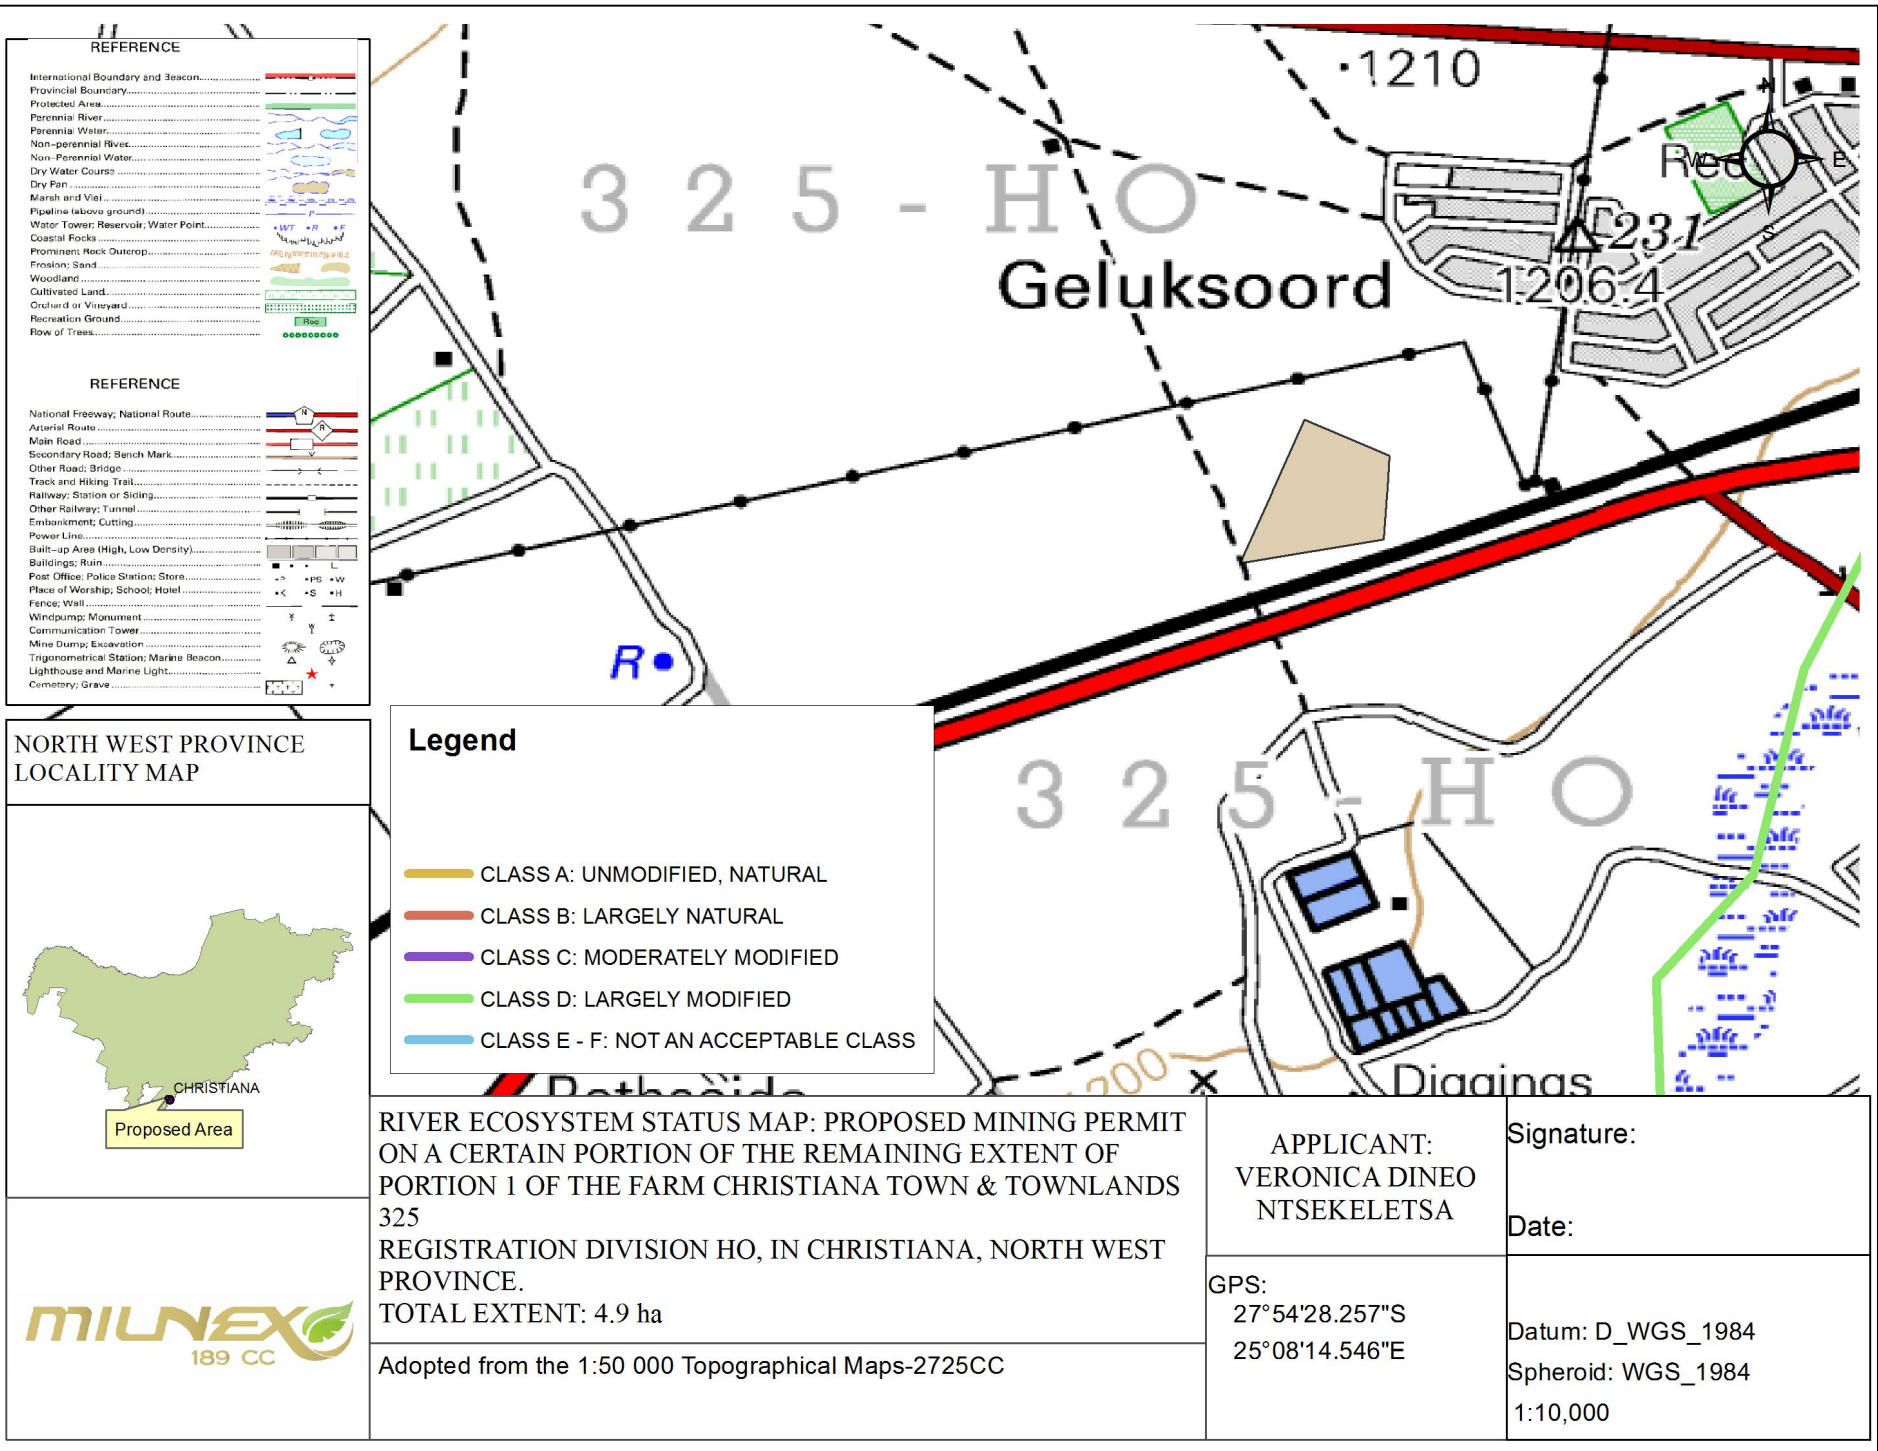 REFERENCE
International Boundary and Beacon
Provincial Boundary
Protected Area
Perennial River
Perennial Water
Non-perennial River
Non-Perennial Water
Dry Water Course
Dry Pan
Marsh and Vlei
Pipeline (above ground)
P
Water Tower; Reservoir; Water Point
WT R F
Coastal Rocks
Prominent Rock Outcrop
Erosion; Sand
Woodland
Cultivated Land
Orchard or Vineyard
Recreation Ground
Rec
Row of Trees
REFERENCE
National Freeway; National Route
N
Arterial Route
R
Main Road
Secondary Road; Bench Mark
Other Road; Bridge
Track and Hiking Trail
Railway; Station or Siding
Other Railway; Tunnel
Embankment; Cutting
Power Line
Built-up Area (High, Low Density)
Buildings; Ruin
Post Office; Police Station; Store
P PS W
Place of Worship; School; Hotel
K S H
Fence; Wall
Windpump; Monument
Communication Tower
Mine Dump; Excavation
Trigonometrical Station; Marine Beacon
Lighthouse and Marine Light
Cemetery; Grave
1210
N
W
E
S
Rec
325-HO
231
Geluksoord
1206.4
R
325-HO
1200
Diggings
Legend
CLASS A: UNMODIFIED, NATURAL
CLASS B: LARGELY NATURAL
CLASS C: MODERATELY MODIFIED
CLASS D: LARGELY MODIFIED
CLASS E - F: NOT AN ACCEPTABLE CLASS
NORTH WEST PROVINCE
LOCALITY MAP
CHRISTIANA
Proposed Area
MILNEX
189 CC
RIVER ECOSYSTEM STATUS MAP: PROPOSED MINING PERMIT
ON A CERTAIN PORTION OF THE REMAINING EXTENT OF
PORTION 1 OF THE FARM CHRISTIANA TOWN & TOWNLANDS
325
REGISTRATION DIVISION HO, IN CHRISTIANA, NORTH WEST
PROVINCE.
TOTAL EXTENT: 4.9 ha
Adopted from the 1:50 000 Topographical Maps-2725CC
APPLICANT:
VERONICA DINEO
NTSEKELETSA
GPS:
27°54'28.257"S
25°08'14.546"E
Signature:
Date:
Datum: D_WGS_1984
Spheroid: WGS_1984
1:10,000